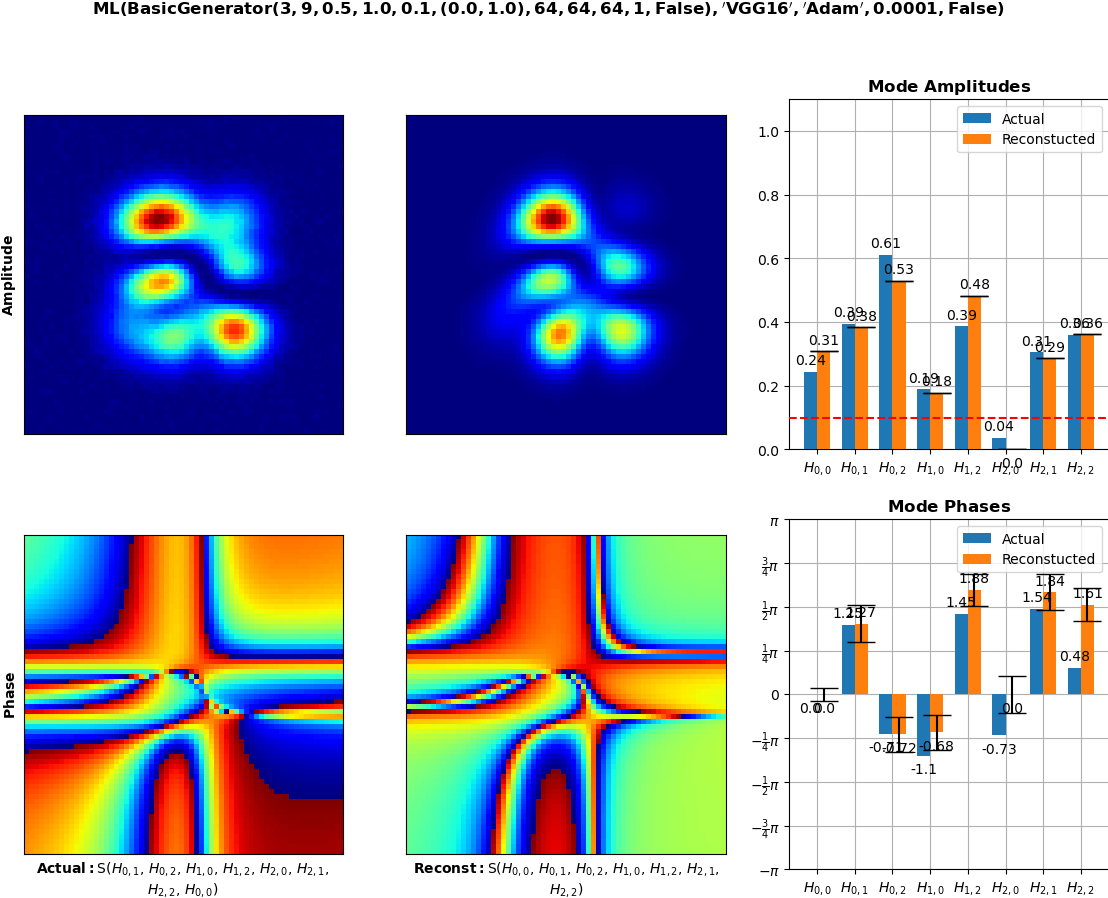 ML(BasicGenerator(3, 9, 0.5, 1.0, 0.1, (0.0, 1.0), 64, 64, 64, 1, False), ′VGG16′, ′Adam′, 0.0001, False)
Amplitude
Mode Amplitudes
Actual
Reconstucted
1.0
0.8
0.6
0.4
0.2
0.0
0.24
0.31
0.39
0.38
0.61
0.53
0.19
0.18
0.39
0.48
0.04
0.0
0.31
0.29
0.36
0.36
H0,0 H0,1 H0,2 H1,0 H1,2 H2,0 H2,1 H2,2
Phase
Actual: S(H0,1, H0,2, H1,0, H1,2, H2,0, H2,1,
H2,2, H0,0)
Reconst: S(H0,0, H0,1, H0,2, H1,0, H1,2, H2,1,
H2,2)
Mode Phases
Actual
Reconstucted
π
3/4π
1/2π
1/4π
0
−1/4π
−1/2π
−3/4π
−π
0.0
0.0
1.25
1.27
-0.71
-0.72
-1.1
-0.68
1.45
1.88
-0.73
0.0
1.54
1.84
0.48
1.61
H0,0 H0,1 H0,2 H1,0 H1,2 H2,0 H2,1 H2,2